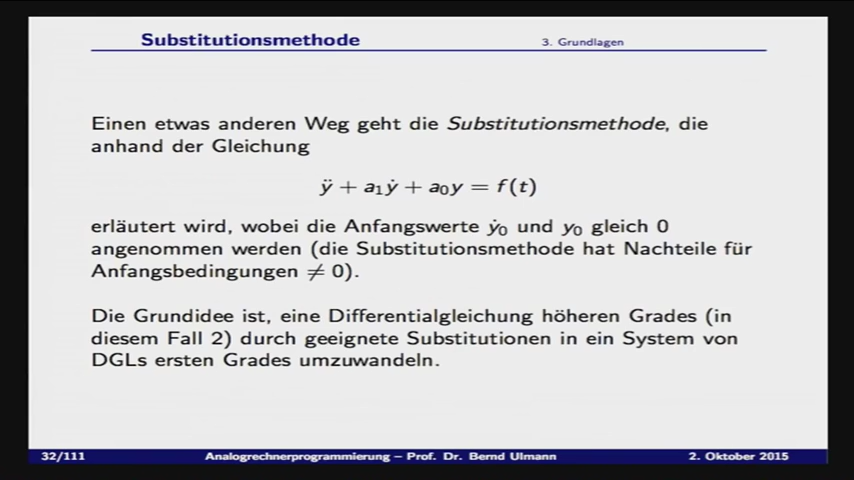 Substitutionsmethode 3. Grundlagen
Einen etwas anderen Weg geht die Substitutionsmethode, die
anhand der Gleichung
ÿ + a₁ẏ + a₀y = f(t)
erläutert wird, wobei die Anfangswerte ẏ₀ und y₀ gleich 0
angenommen werden (die Substitutionsmethode hat Nachteile für
Anfangsbedingungen ≠ 0).
Die Grundidee ist, eine Differentialgleichung höheren Grades (in
diesem Fall 2) durch geeignete Substitutionen in ein System von
DGLs ersten Grades umzuwandeln.
32/111 Analogrechnerprogrammierung – Prof. Dr. Bernd Ulmann 2. Oktober 2015